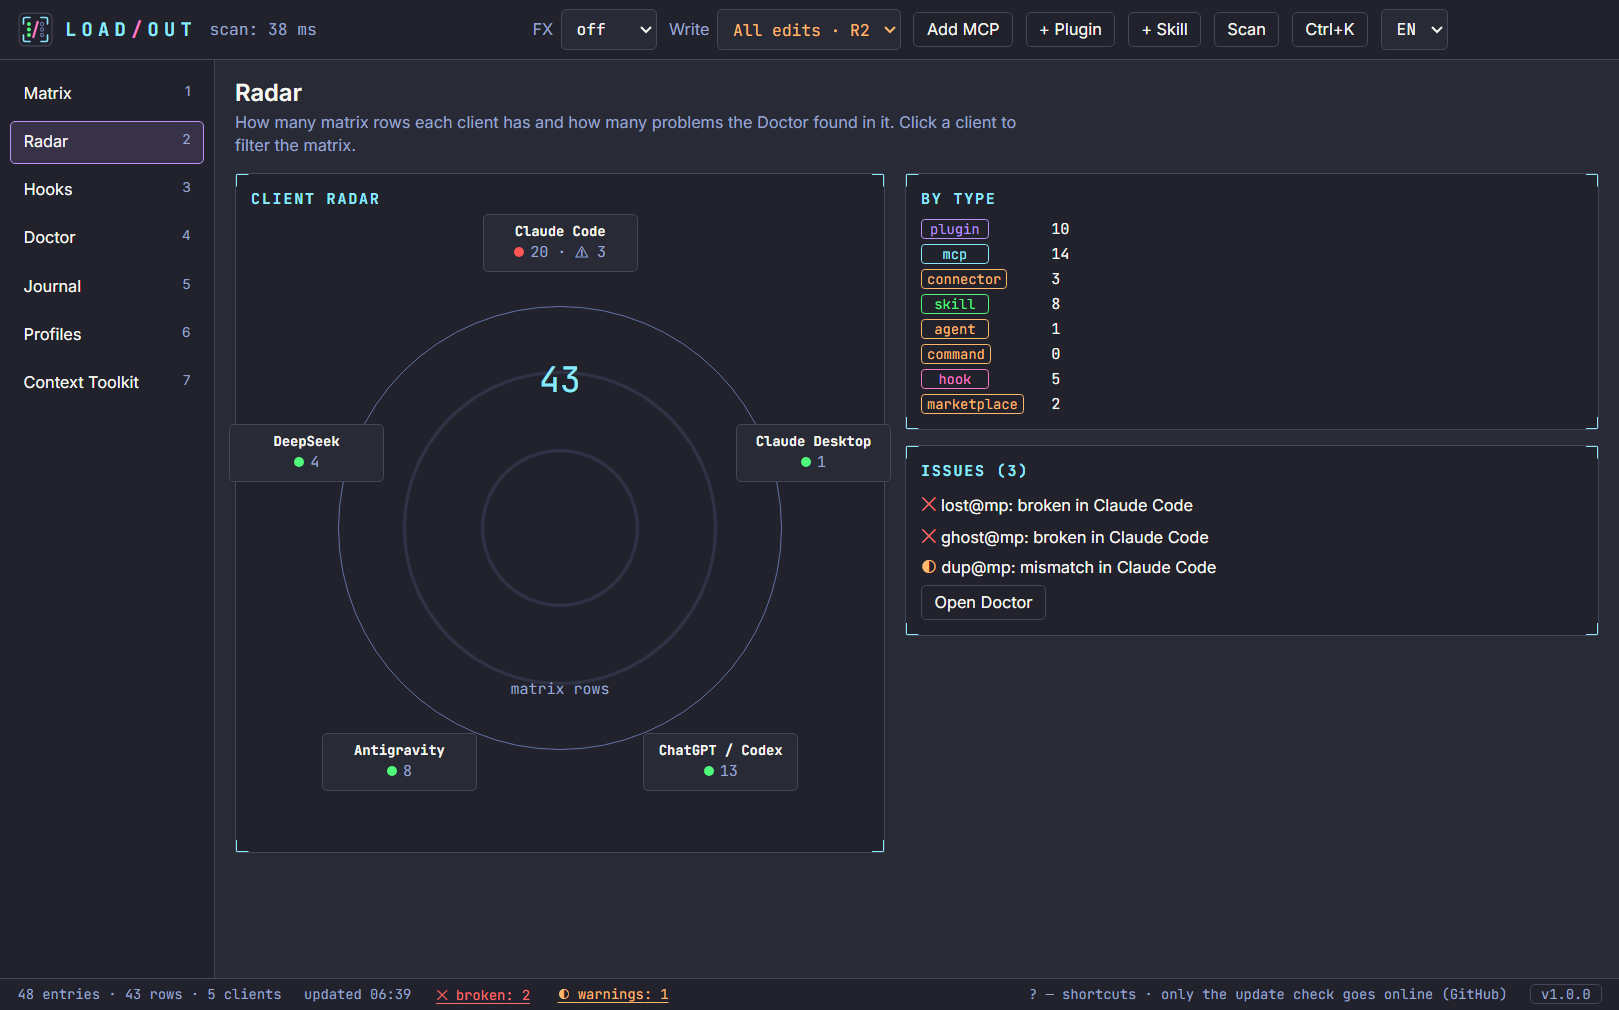 LOAD/OUT scan: 38 ms FX off Write All edits · R2 Add MCP + Plugin + Skill Scan Ctrl+K EN
Matrix 1
Radar 2
Hooks 3
Doctor 4
Journal 5
Profiles 6
Context Toolkit 7
Radar
How many matrix rows each client has and how many problems the Doctor found in it. Click a client to
filter the matrix.
CLIENT RADAR
Claude Code
20 · ⚠ 3
43
DeepSeek
4
Claude Desktop
1
matrix rows
Antigravity
8
ChatGPT / Codex
13
BY TYPE
plugin 10
mcp 14
connector 3
skill 8
agent 1
command 0
hook 5
marketplace 2
ISSUES (3)
lost@mp: broken in Claude Code
ghost@mp: broken in Claude Code
dup@mp: mismatch in Claude Code
Open Doctor
48 entries · 43 rows · 5 clients updated 06:39 broken: 2 warnings: 1 ? — shortcuts · only the update check goes online (GitHub) v1.0.0